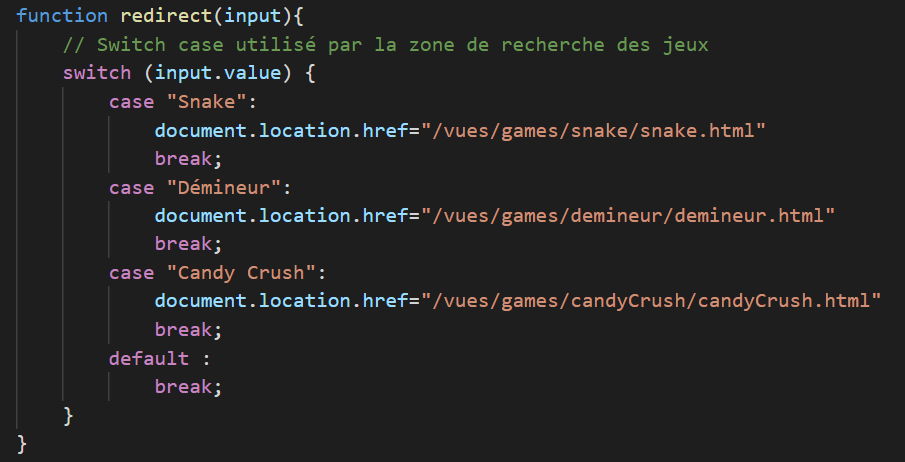 function redirect(input){
    // Switch case utilisé par la zone de recherche des jeux
    switch (input.value) {
        case "Snake":
            document.location.href="/vues/games/snake/snake.html"
            break;
        case "Démineur":
            document.location.href="/vues/games/demineur/demineur.html"
            break;
        case "Candy Crush":
            document.location.href="/vues/games/candyCrush/candyCrush.html"
            break;
        default :
            break;
    }
}